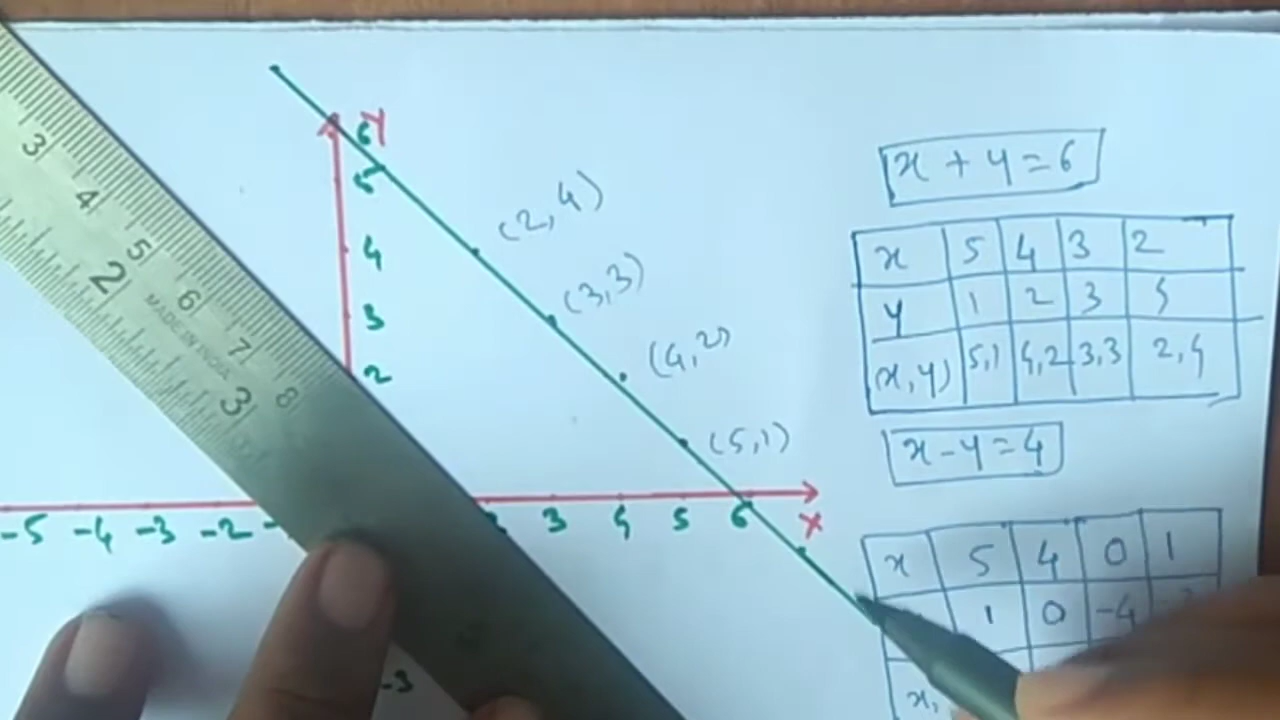 x + y = 6
x 5 4 3 2
y 1 2 3 4
(x,y) 5,1 4,2 3,3 2,4
x - y = 4
x 5 4 0 1
1 0 -4
x,
Y
6
5
4
3
2
(2,4)
(3,3)
(4,2)
(5,1)
-5 -4 -3 -2 3 4 5 6
X
-3
3 4 5 6 7 8
2 3
MADE IN INDIA